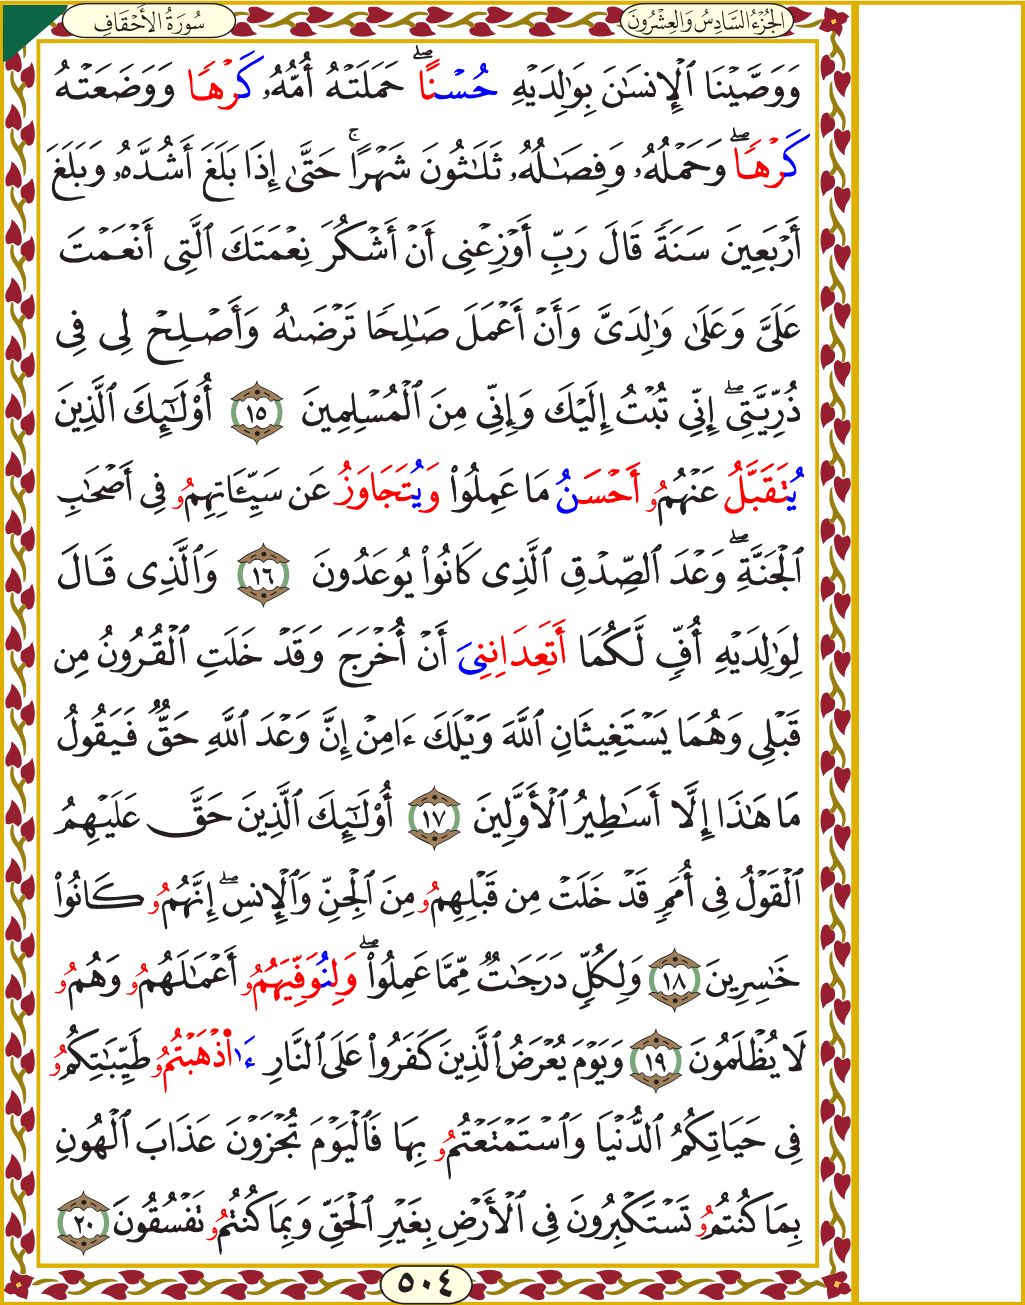 الجُزْءُ السَّادِسُ وَالعِشْرُونَ
سُورَةُ الأَحْقَافِ
وَوَصَّيْنَا ٱلْإِنسَٰنَ بِوَٰلِدَيْهِ حُسْنًاۖ حَمَلَتْهُ أُمُّهُۥ كَرْهًا وَوَضَعَتْهُ
كَرْهًاۖ وَحَمْلُهُۥ وَفِصَٰلُهُۥ ثَلَٰثُونَ شَهْرًاۚ حَتَّىٰ إِذَا بَلَغَ أَشُدَّهُۥ وَبَلَغَ
أَرْبَعِينَ سَنَةً قَالَ رَبِّ أَوْزِعْنِى أَنْ أَشْكُرَ نِعْمَتَكَ ٱلَّتِى أَنْعَمْتَ
عَلَىَّ وَعَلَىٰ وَٰلِدَىَّ وَأَنْ أَعْمَلَ صَٰلِحًا تَرْضَىٰهُ وَأَصْلِحْ لِى فِى
ذُرِّيَّتِىۖ إِنِّى تُبْتُ إِلَيْكَ وَإِنِّى مِنَ ٱلْمُسْلِمِينَ ١٥ أُو۟لَٰٓئِكَ ٱلَّذِينَ
يُتَقَبَّلُ عَنْهُمُۥ أَحْسَنُ مَا عَمِلُوا۟ وَيُتَجَاوَزُ عَن سَيِّـَٔاتِهِمُۥ فِى أَصْحَٰبِ
ٱلْجَنَّةِۖ وَعْدَ ٱلصِّدْقِ ٱلَّذِى كَانُوا۟ يُوعَدُونَ ١٦ وَٱلَّذِى قَالَ
لِوَٰلِدَيْهِ أُفِّ لَّكُمَا أَتَعِدَانِنِىَ أَنْ أُخْرَجَ وَقَدْ خَلَتِ ٱلْقُرُونُ مِن
قَبْلِى وَهُمَا يَسْتَغِيثَانِ ٱللَّهَ وَيْلَكَ ءَامِنْ إِنَّ وَعْدَ ٱللَّهِ حَقٌّ فَيَقُولُ
مَا هَٰذَا إِلَّا أَسَٰطِيرُ ٱلْأَوَّلِينَ ١٧ أُو۟لَٰٓئِكَ ٱلَّذِينَ حَقَّ عَلَيْهِمُ
ٱلْقَوْلُ فِى أُمَمٍ قَدْ خَلَتْ مِن قَبْلِهِمُۥ مِنَ ٱلْجِنِّ وَٱلْإِنسِۖ إِنَّهُمُۥ كَانُوا۟
خَٰسِرِينَ ١٨ وَلِكُلٍّ دَرَجَٰتٌ مِّمَّا عَمِلُوا۟ۖ وَلِنُوَفِّيَهُمُۥ أَعْمَٰلَهُمُۥ وَهُمُۥ
لَا يُظْلَمُونَ ١٩ وَيَوْمَ يُعْرَضُ ٱلَّذِينَ كَفَرُوا۟ عَلَى ٱلنَّارِ ءَا۬ذْهَبْتُمُۥ طَيِّبَٰتِكُمُۥ
فِى حَيَاتِكُمُ ٱلدُّنْيَا وَٱسْتَمْتَعْتُمُۥ بِهَا فَٱلْيَوْمَ تُجْزَوْنَ عَذَابَ ٱلْهُونِ
بِمَا كُنتُمُۥ تَسْتَكْبِرُونَ فِى ٱلْأَرْضِ بِغَيْرِ ٱلْحَقِّ وَبِمَا كُنتُمُۥ تَفْسُقُونَ ٢٠
٥٠٤